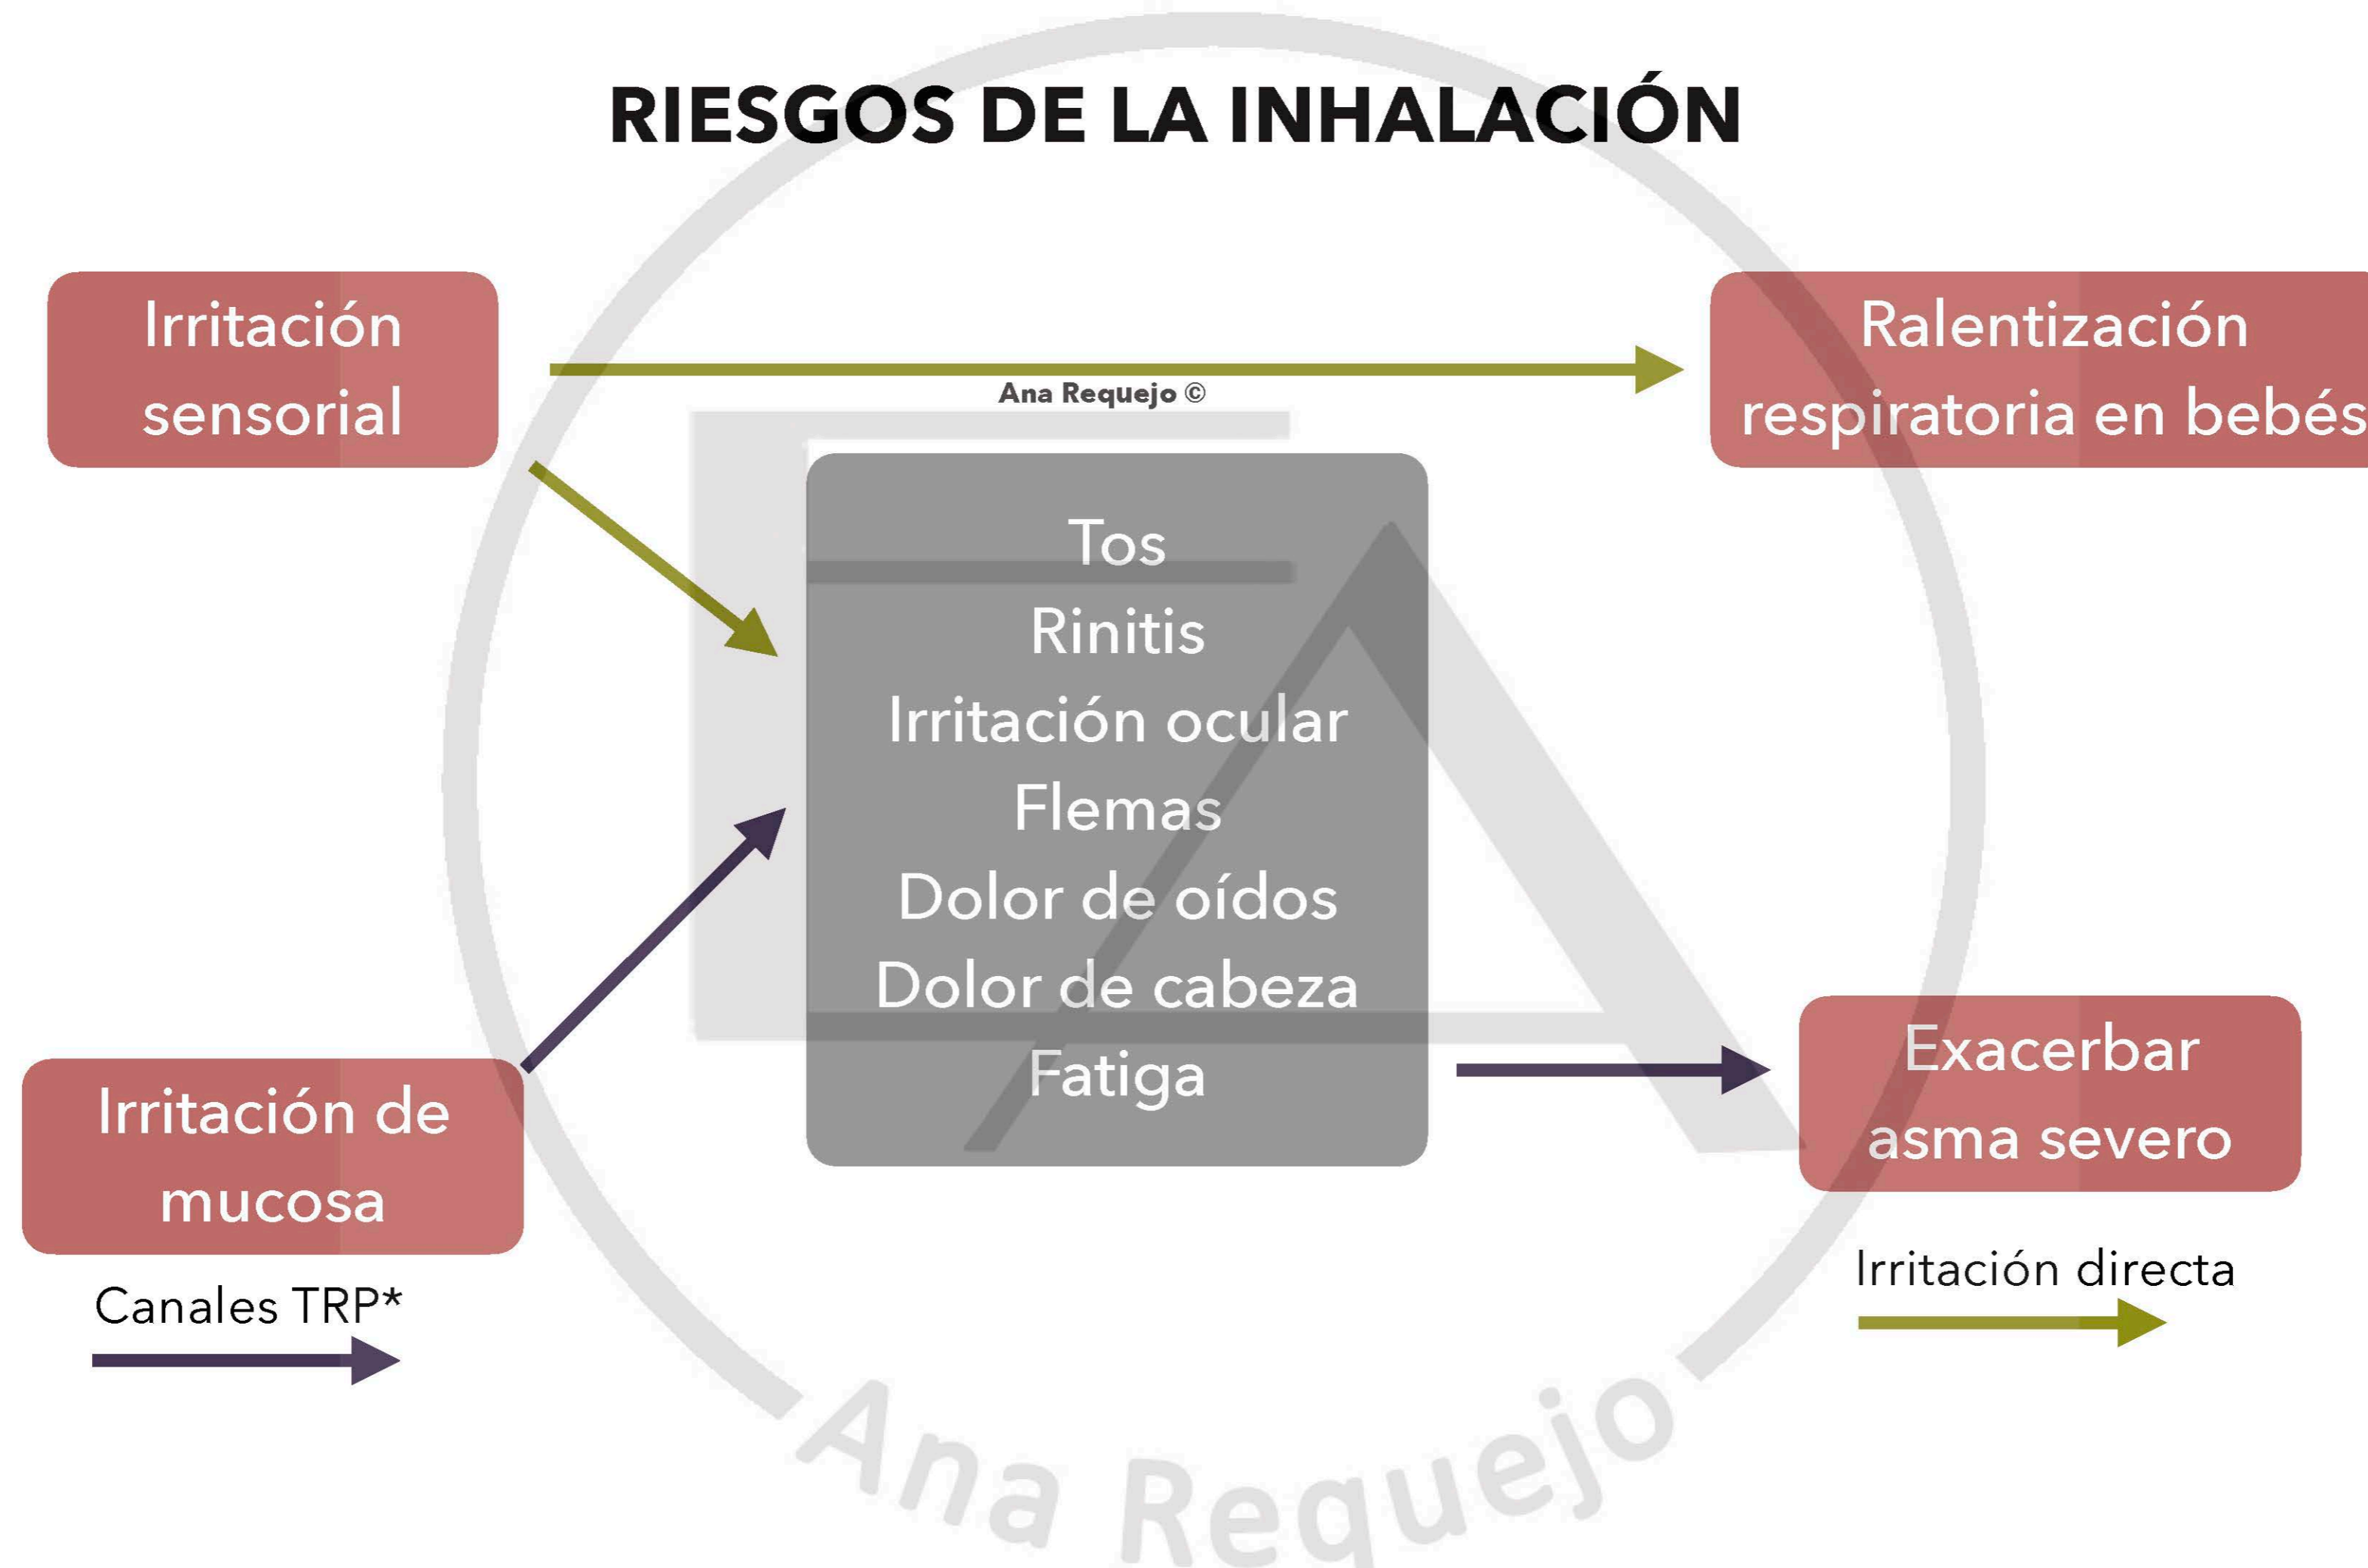 RIESGOS DE LA INHALACIÓN
Irritación
sensorial
Ralentización
respiratoria en bebés
Ana Requejo ©
Tos
Rinitis
Irritación ocular
Flemas
Dolor de oídos
Dolor de cabeza
Fatiga
Irritación de
mucosa
Exacerbar
asma severo
Canales TRP*
Irritación directa
Ana Requejo